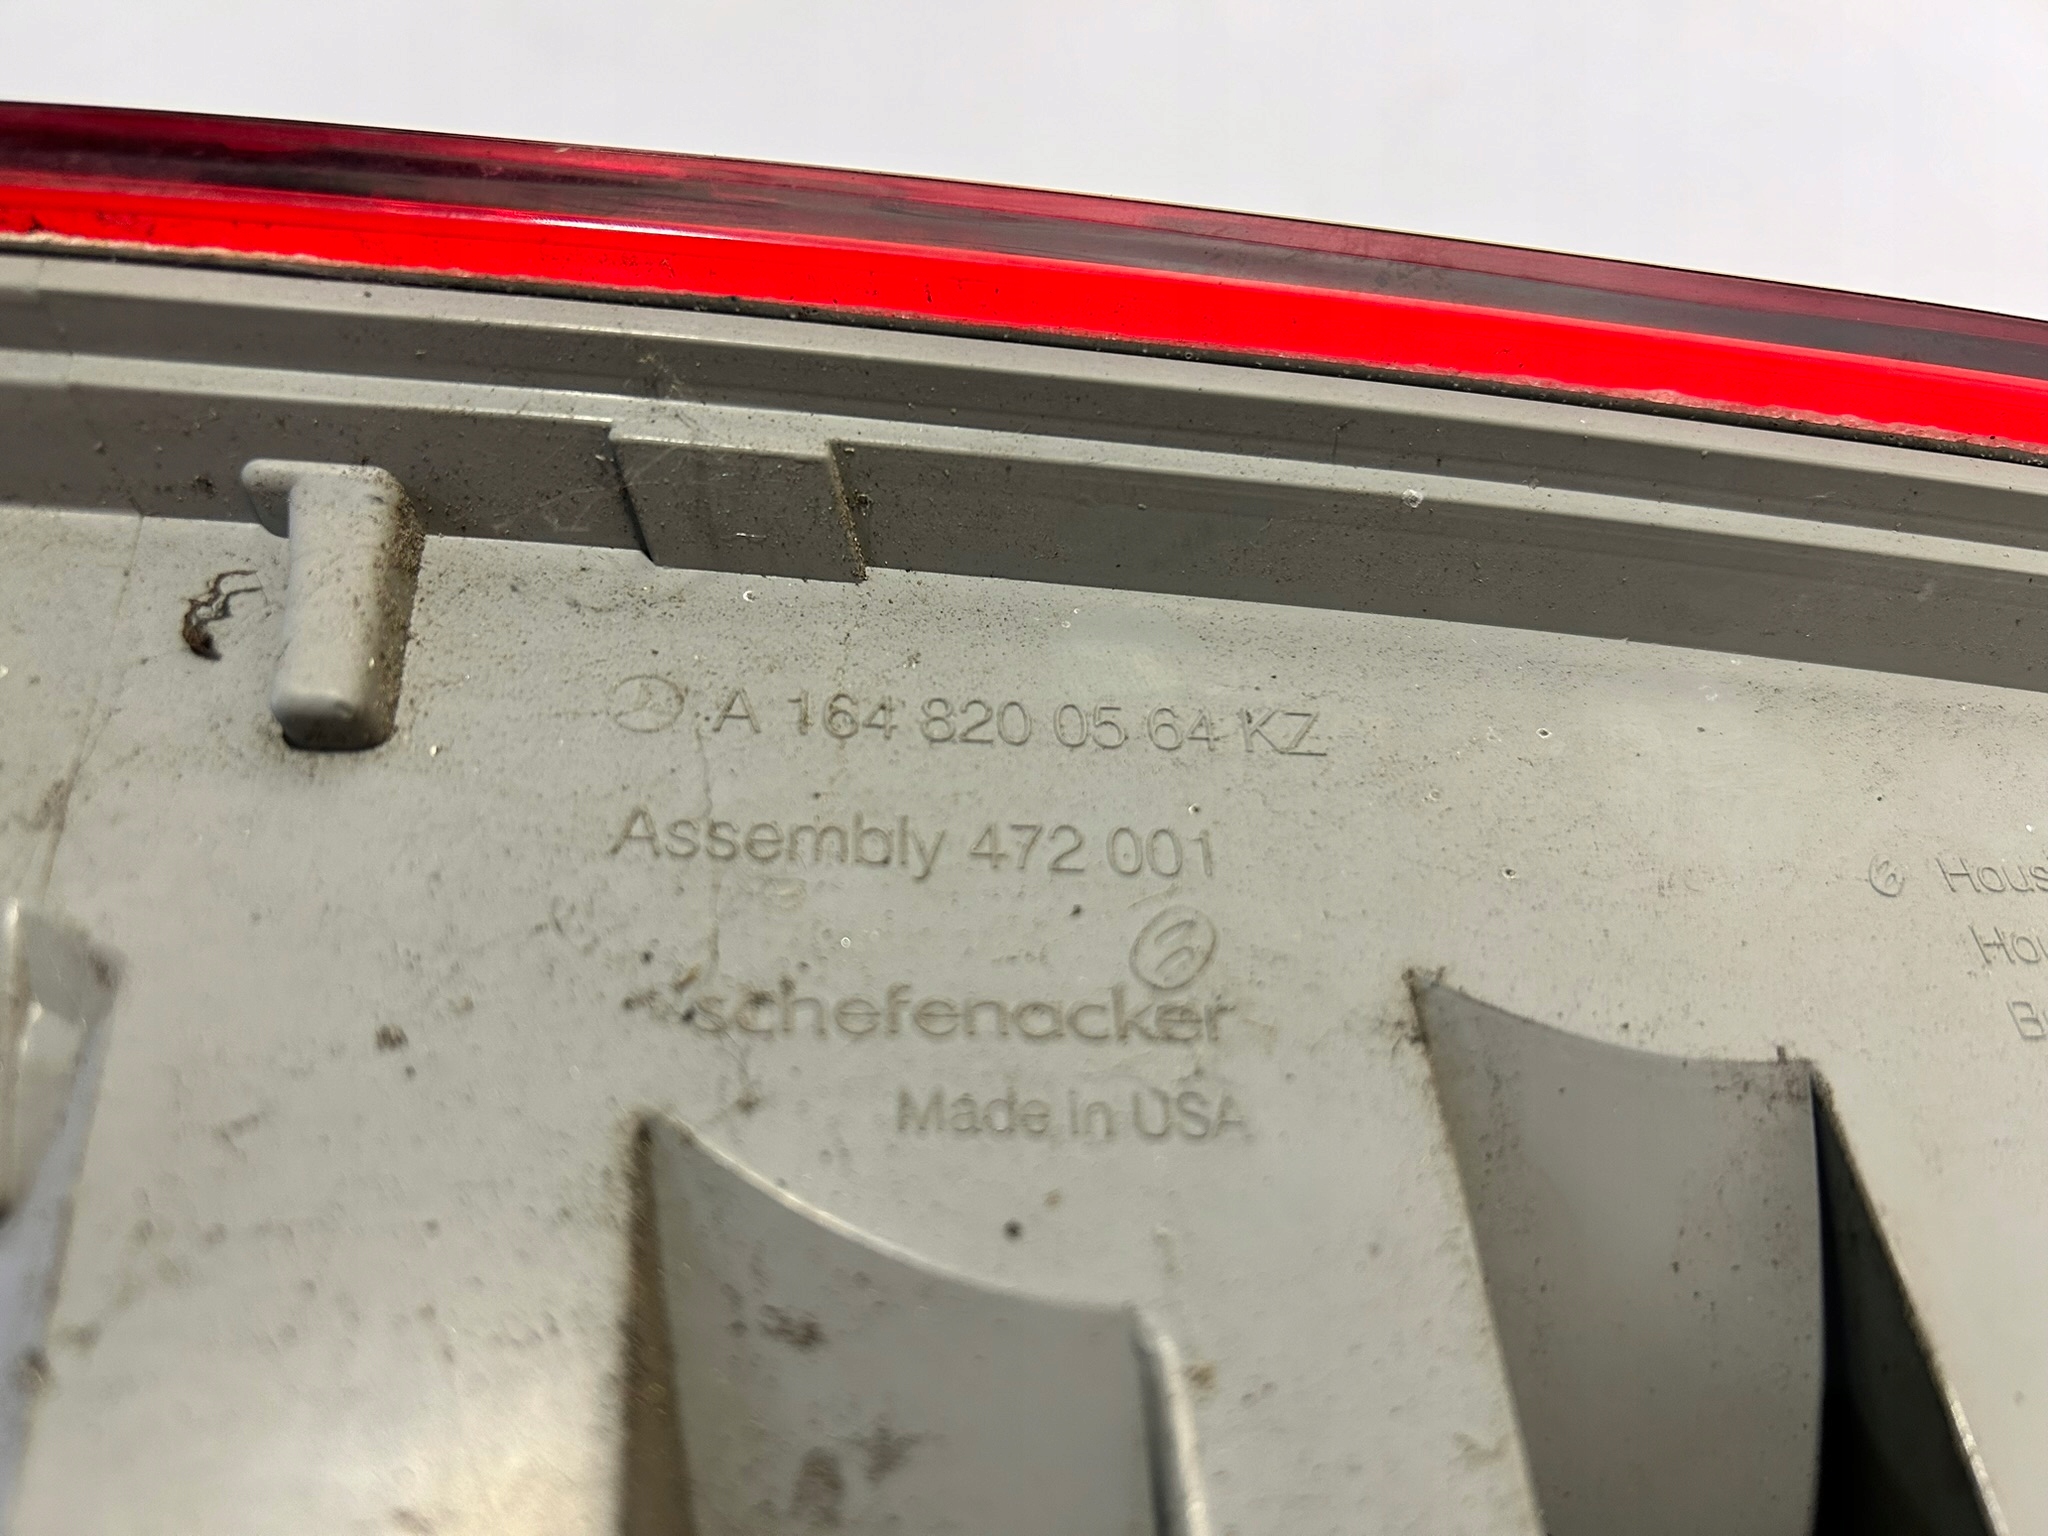 A 164 820 05 64 KZ
Assembly 472 001
schefenacker
Made in USA